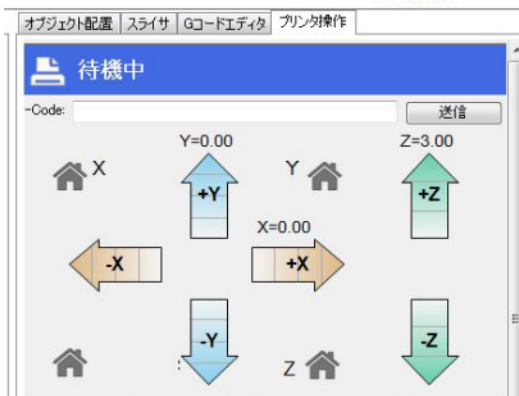 オブジェクト配置 スライサ Gコードエディタ プリンタ操作
待機中
-Code: 送信
Y=0.00 Z=3.00
X +Y Y +Z
X=0.00
-X +X
-Y -Z
Z